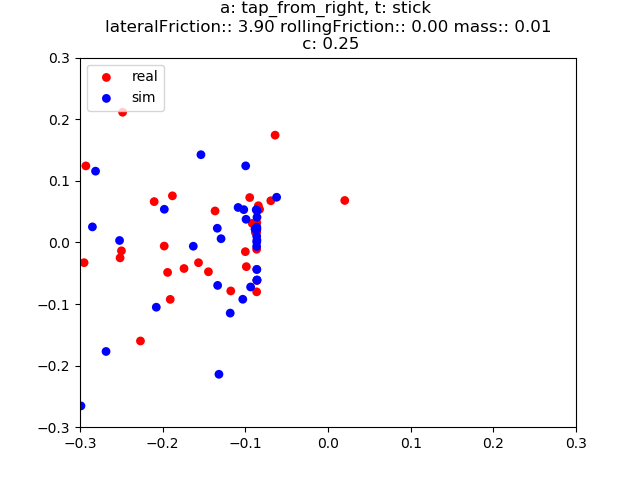 a: tap_from_right, t: stick
lateralFriction:: 3.90 rollingFriction:: 0.00 mass:: 0.01
c: 0.25
real
sim
0.3
0.2
0.1
0.0
−0.1
−0.2
−0.3
−0.3 −0.2 −0.1 0.0 0.1 0.2 0.3